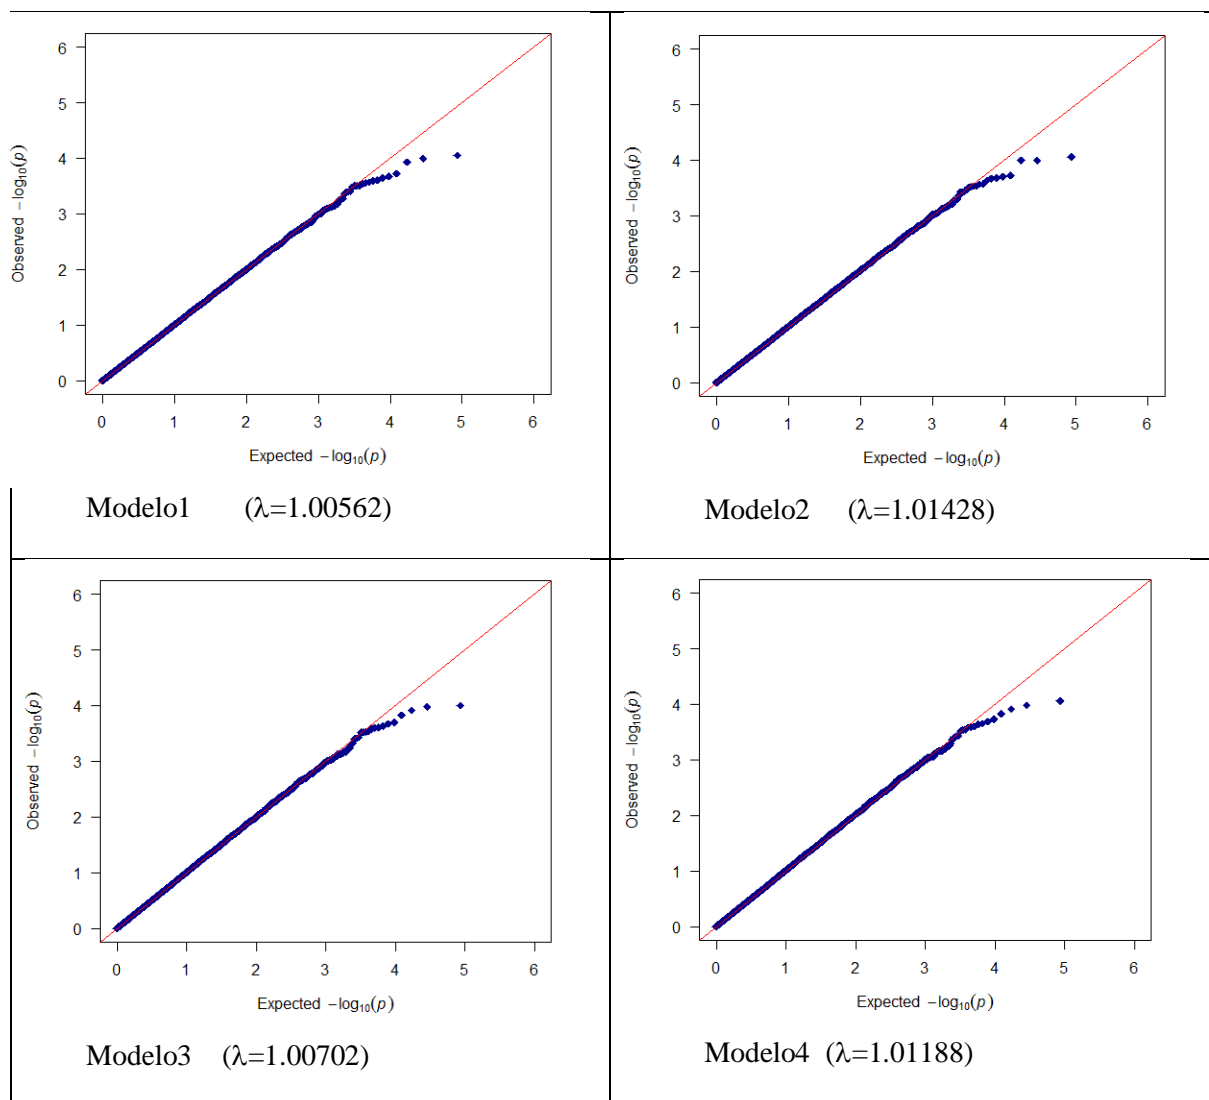 6
5
4
3
2
1
0
Observed −log10(p)
0 1 2 3 4 5 6
Expected −log10(p)
Modelo1 (λ=1.00562)
6
5
4
3
2
1
0
Observed −log10(p)
0 1 2 3 4 5 6
Expected −log10(p)
Modelo2 (λ=1.01428)
6
5
4
3
2
1
0
Observed −log10(p)
0 1 2 3 4 5 6
Expected −log10(p)
Modelo3 (λ=1.00702)
6
5
4
3
2
1
0
Observed −log10(p)
0 1 2 3 4 5 6
Expected −log10(p)
Modelo4 (λ=1.01188)